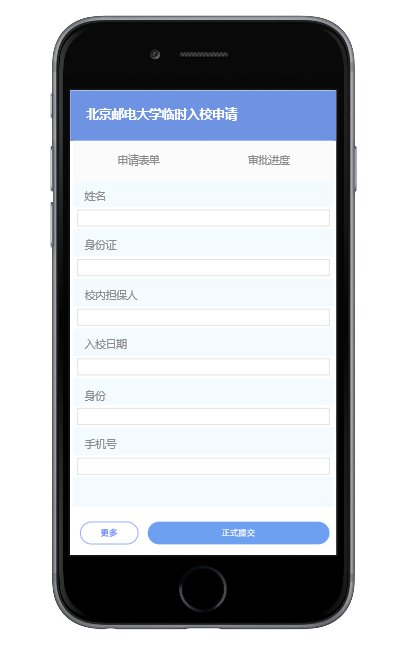 北京邮电大学临时入校申请
申请表单 审批进度
姓名
身份证
校内担保人
入校日期
身份
手机号
更多 正式提交